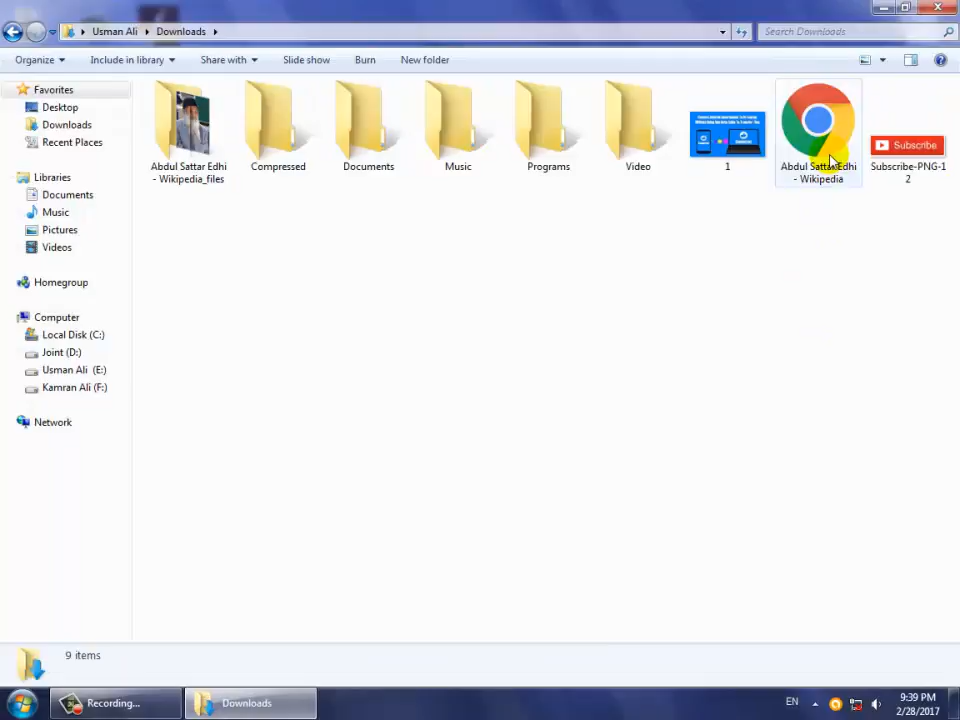 Usman Ali
Downloads
Search Downloads
Organize
Include in library
Share with
Slide show
Burn
New folder
Favorites
Desktop
Downloads
Recent Places
Libraries
Documents
Music
Pictures
Videos
Homegroup
Computer
Local Disk (C:)
Joint (D:)
Usman Ali (E:)
Kamran Ali (F:)
Network
Abdul Sattar Edhi
- Wikipedia_files
Compressed
Documents
Music
Programs
Video
1
Abdul Sattar Edhi
- Wikipedia
Subscribe
Subscribe-PNG-1
2
9 items
Recording...
Downloads
EN
9:39 PM
2/28/2017